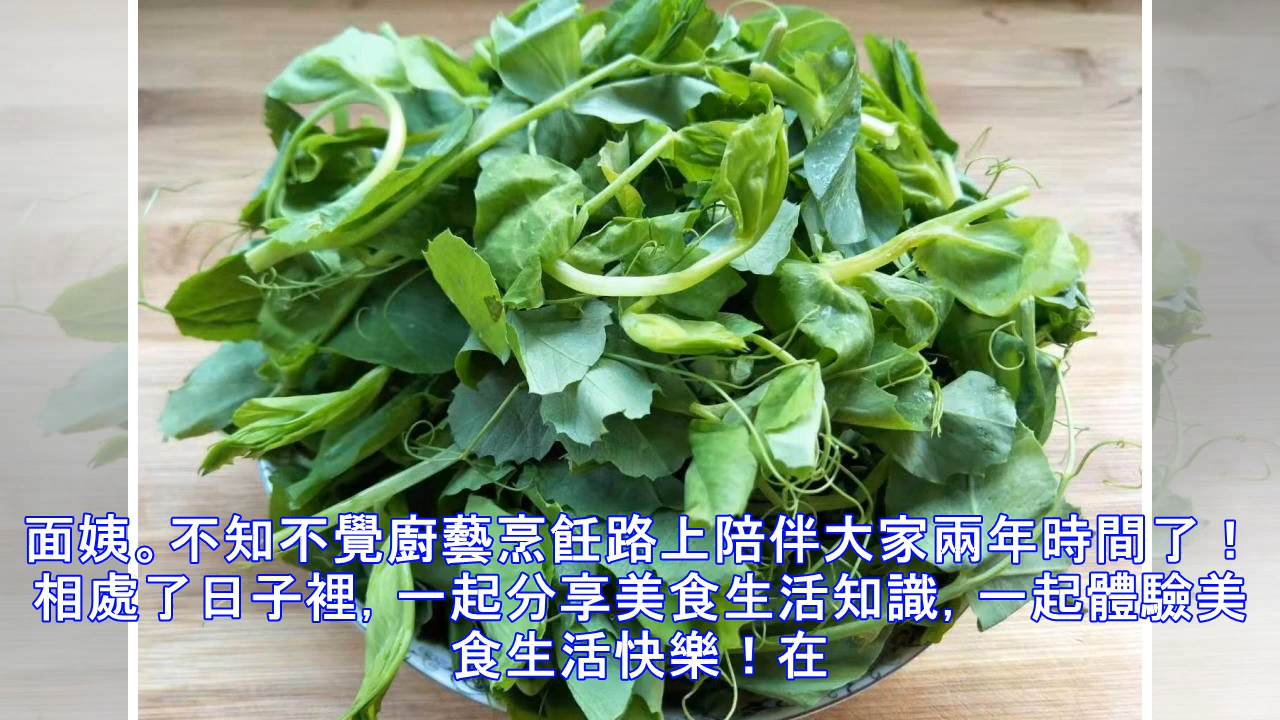 面姨。不知不覺廚藝烹飪路上陪伴大家兩年時間了！
相處了日子裡, 一起分享美食生活知識, 一起體驗美
食生活快樂！在